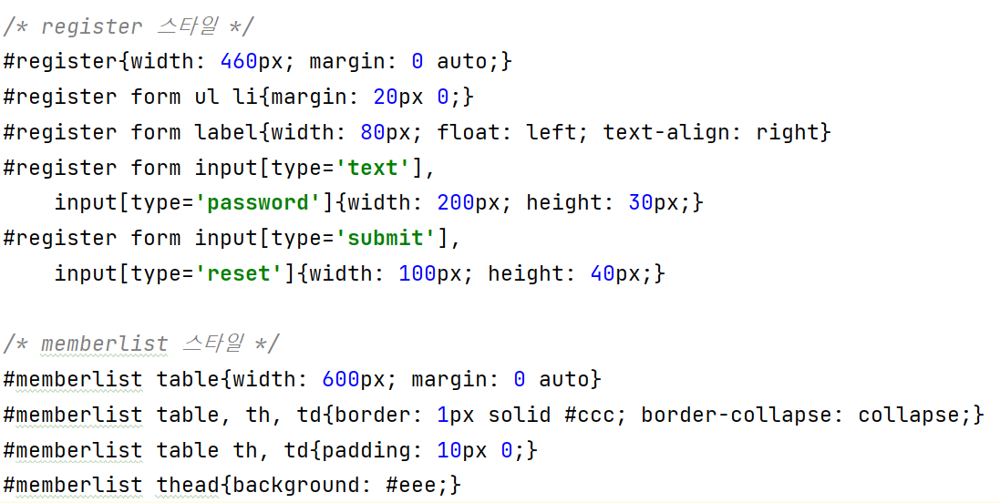 /* register 스타일 */
#register{width: 460px; margin: 0 auto;}
#register form ul li{margin: 20px 0;}
#register form label{width: 80px; float: left; text-align: right}
#register form input[type='text'],
    input[type='password']{width: 200px; height: 30px;}
#register form input[type='submit'],
    input[type='reset']{width: 100px; height: 40px;}

/* memberlist 스타일 */
#memberlist table{width: 600px; margin: 0 auto}
#memberlist table, th, td{border: 1px solid #ccc; border-collapse: collapse;}
#memberlist table th, td{padding: 10px 0;}
#memberlist thead{background: #eee;}